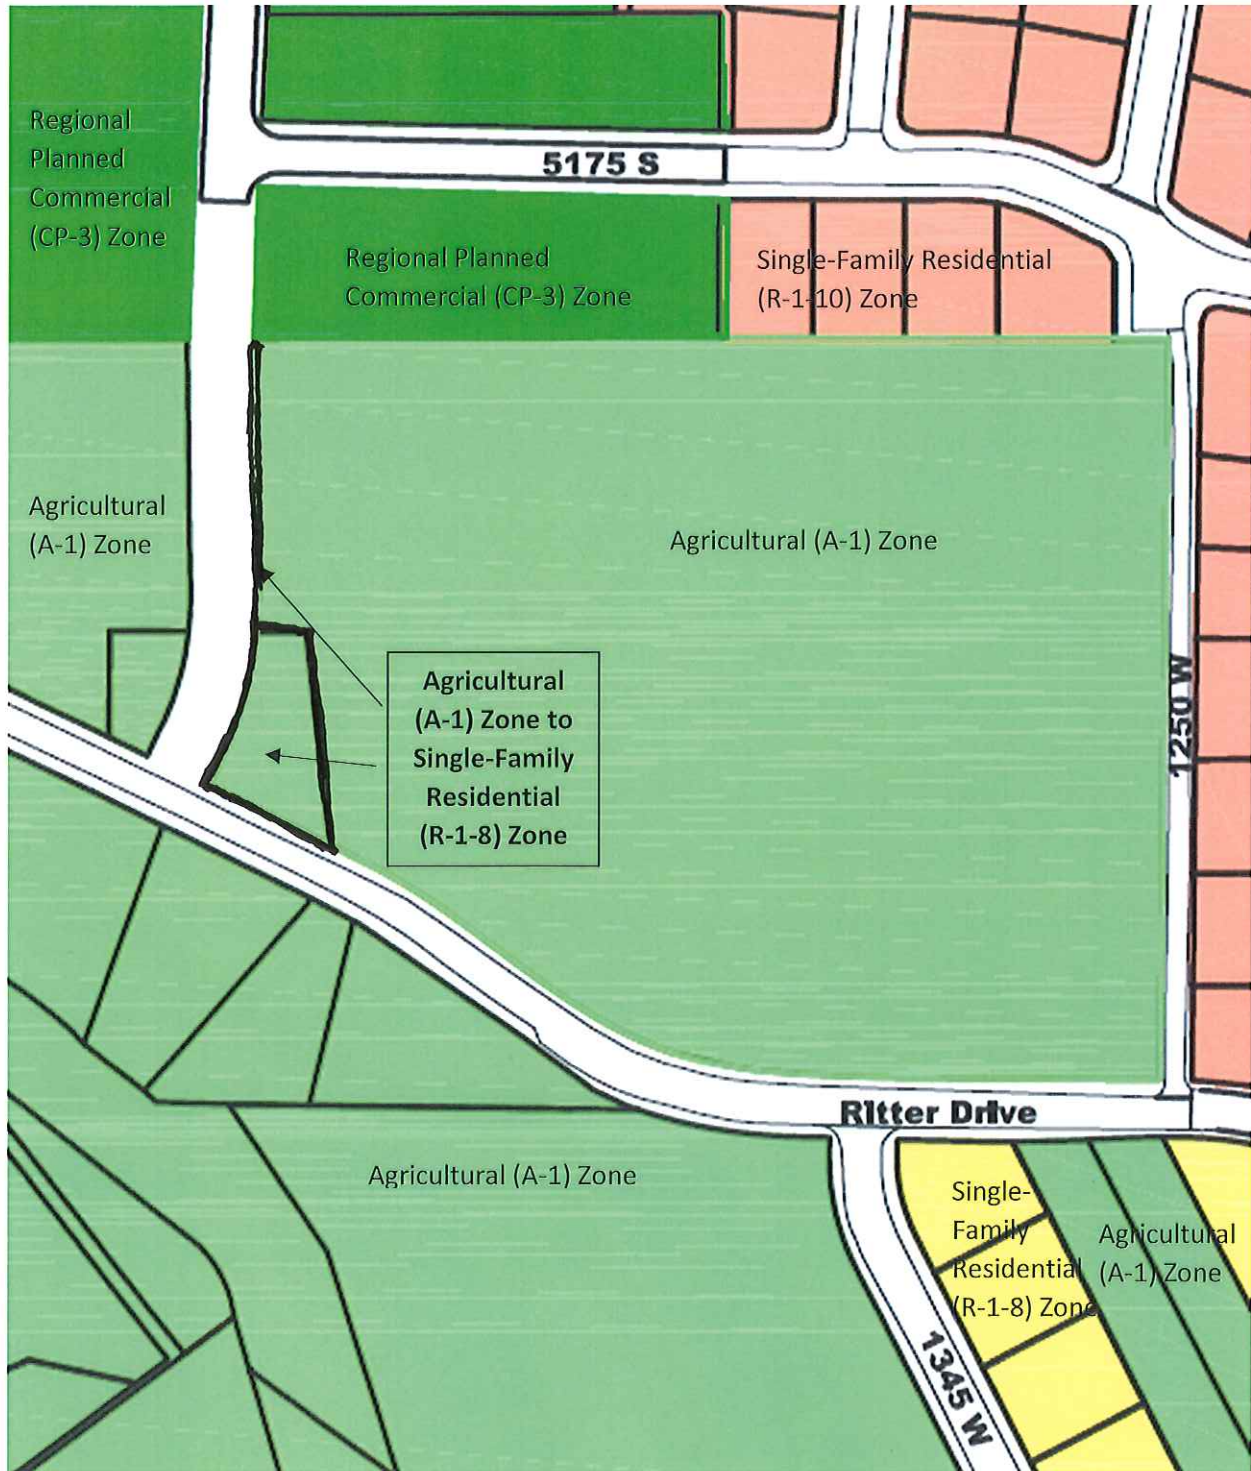 Regional
Planned
Commercial
(CP-3) Zone
5175 S
Regional Planned
Commercial (CP-3) Zone
Single-Family Residential
(R-1-10) Zone
Agricultural
(A-1) Zone
Agricultural (A-1) Zone
Agricultural
(A-1) Zone to
Single-Family
Residential
(R-1-8) Zone
1250 W
Ritter Drive
Agricultural (A-1) Zone
Single-
Family
Residential
(R-1-8) Zone
Agricultural
(A-1) Zone
1345 W